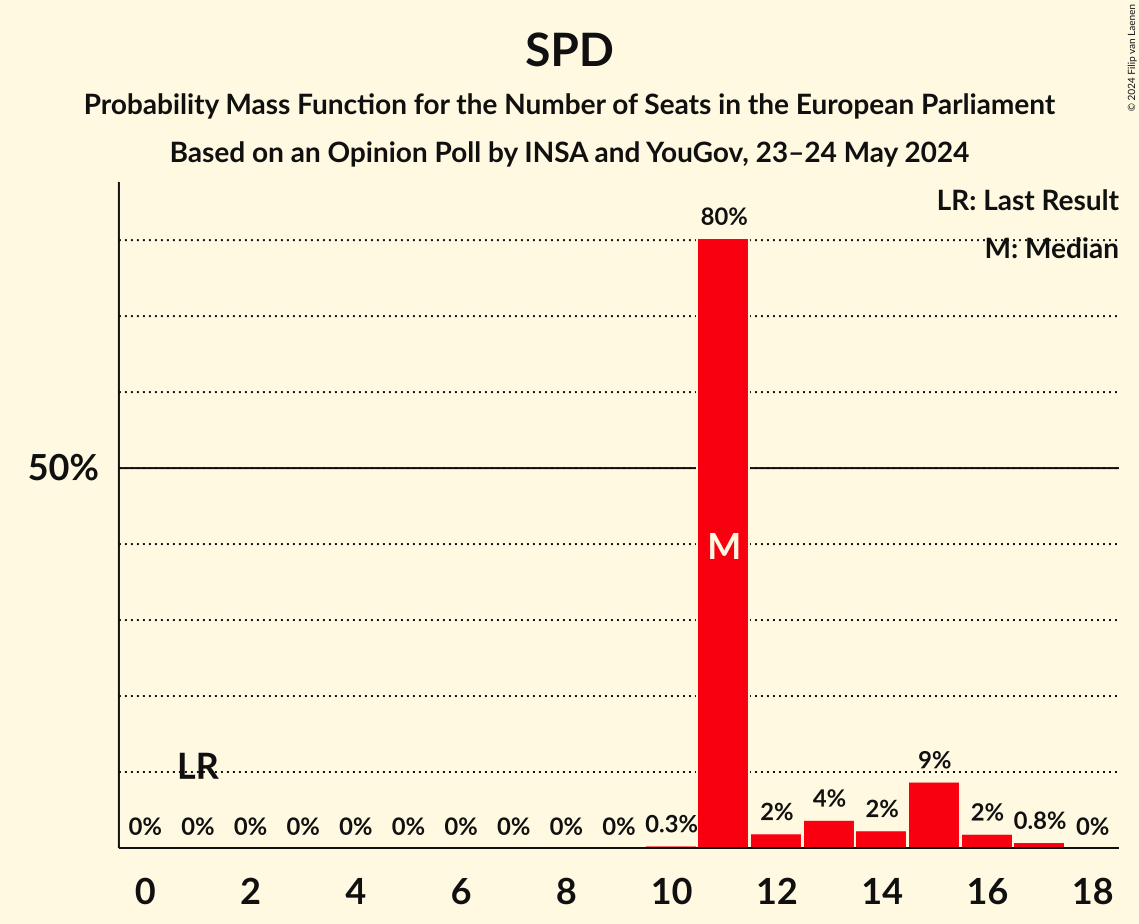 SPD
Probability Mass Function for the Number of Seats in the European Parliament
Based on an Opinion Poll by INSA and YouGov, 23–24 May 2024
© 2024 Filip van Laenen
LR: Last Result
M: Median
80%
50%
M
LR
9%
0% 0% 0% 0% 0% 0% 0% 0% 0% 0% 0.3% 2% 4% 2% 2% 0.8% 0%
0 2 4 6 8 10 12 14 16 18